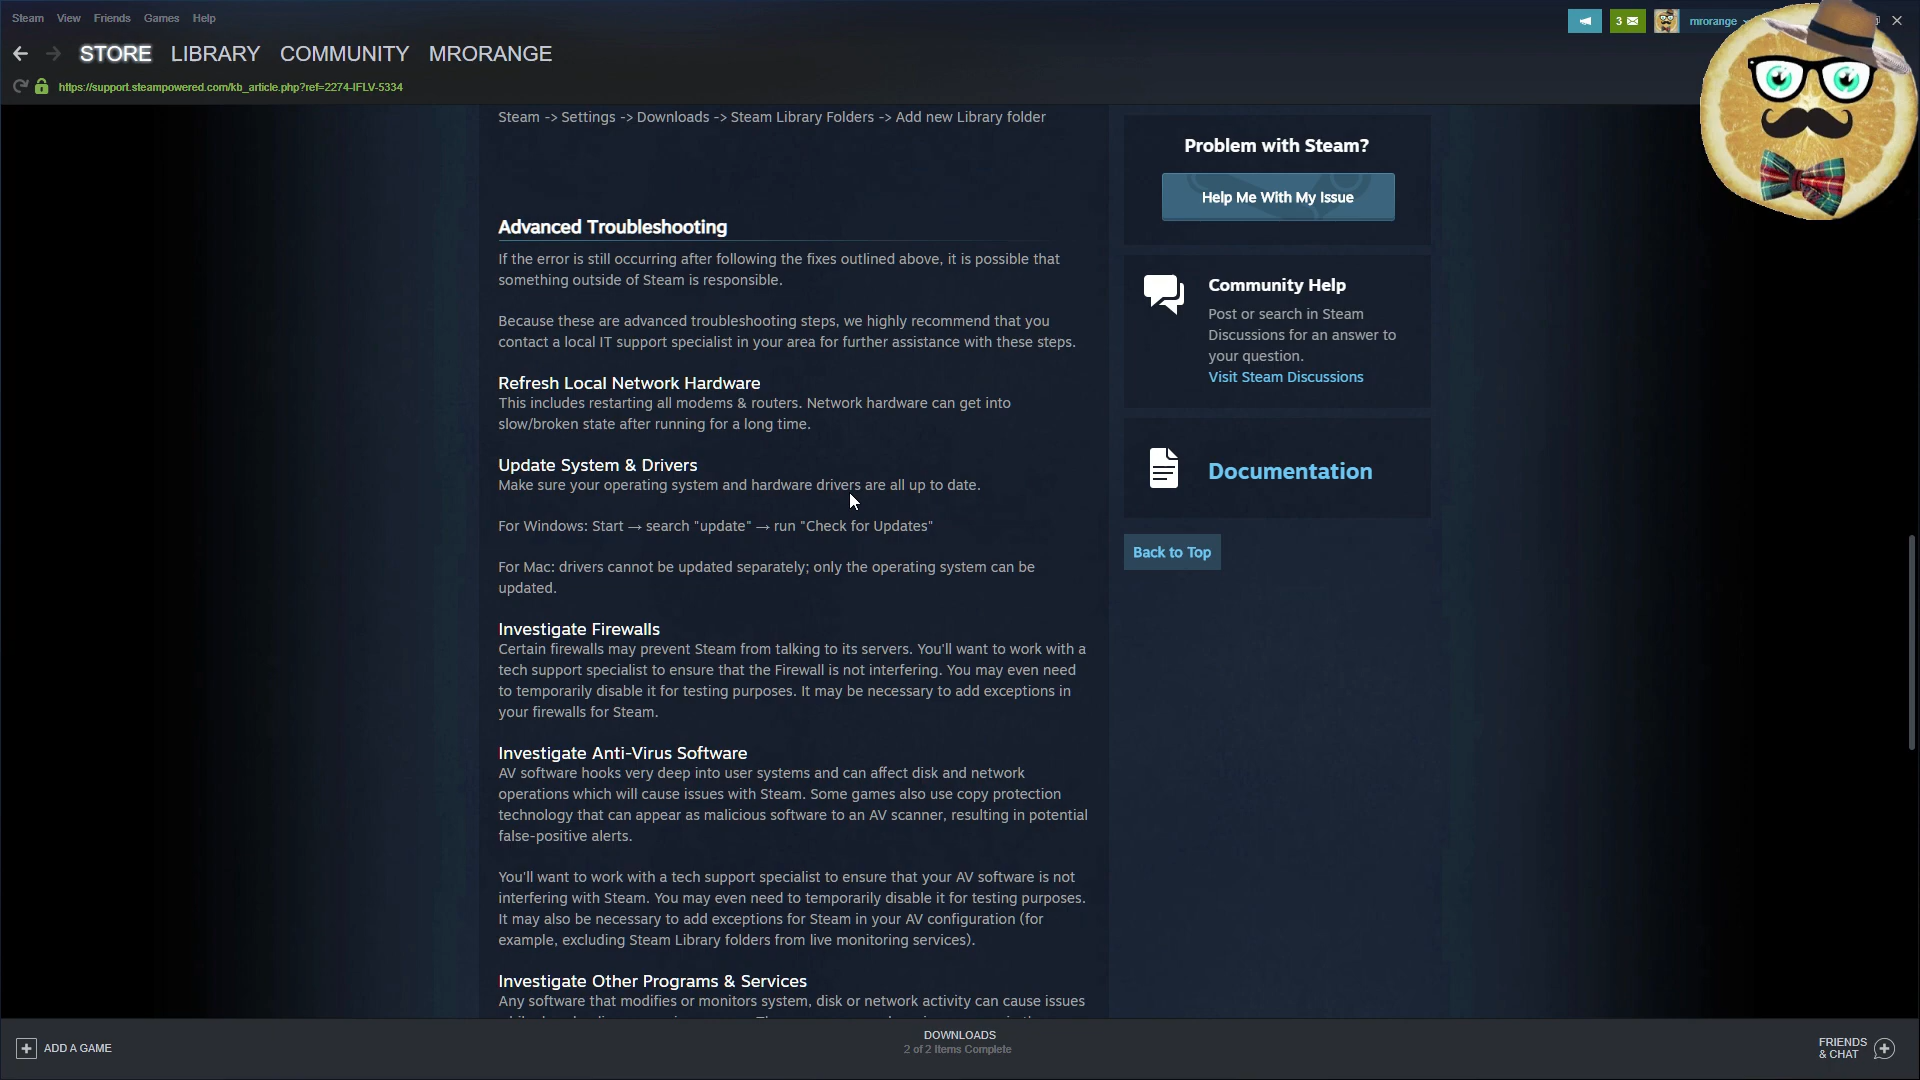 Steam View Friends Games Help
3
mrorange
STORE LIBRARY COMMUNITY MRORANGE
https://support.steampowered.com/kb_article.php?ref=2274-IFLV-5334
Steam -> Settings -> Downloads -> Steam Library Folders -> Add new Library folder
Advanced Troubleshooting
If the error is still occurring after following the fixes outlined above, it is possible that
something outside of Steam is responsible.
Because these are advanced troubleshooting steps, we highly recommend that you
contact a local IT support specialist in your area for further assistance with these steps.
Refresh Local Network Hardware
This includes restarting all modems & routers. Network hardware can get into
slow/broken state after running for a long time.
Update System & Drivers
Make sure your operating system and hardware drivers are all up to date.
For Windows: Start → search "update" → run "Check for Updates"
For Mac: drivers cannot be updated separately; only the operating system can be
updated.
Investigate Firewalls
Certain firewalls may prevent Steam from talking to its servers. You'll want to work with a
tech support specialist to ensure that the Firewall is not interfering. You may even need
to temporarily disable it for testing purposes. It may be necessary to add exceptions in
your firewalls for Steam.
Investigate Anti-Virus Software
AV software hooks very deep into user systems and can affect disk and network
operations which will cause issues with Steam. Some games also use copy protection
technology that can appear as malicious software to an AV scanner, resulting in potential
false-positive alerts.
You'll want to work with a tech support specialist to ensure that your AV software is not
interfering with Steam. You may even need to temporarily disable it for testing purposes.
It may also be necessary to add exceptions for Steam in your AV configuration (for
example, excluding Steam Library folders from live monitoring services).
Investigate Other Programs & Services
Any software that modifies or monitors system, disk or network activity can cause issues
Problem with Steam?
Help Me With My Issue
Community Help
Post or search in Steam
Discussions for an answer to
your question.
Visit Steam Discussions
Documentation
Back to Top
ADD A GAME
DOWNLOADS
2 of 2 Items Complete
FRIENDS
& CHAT